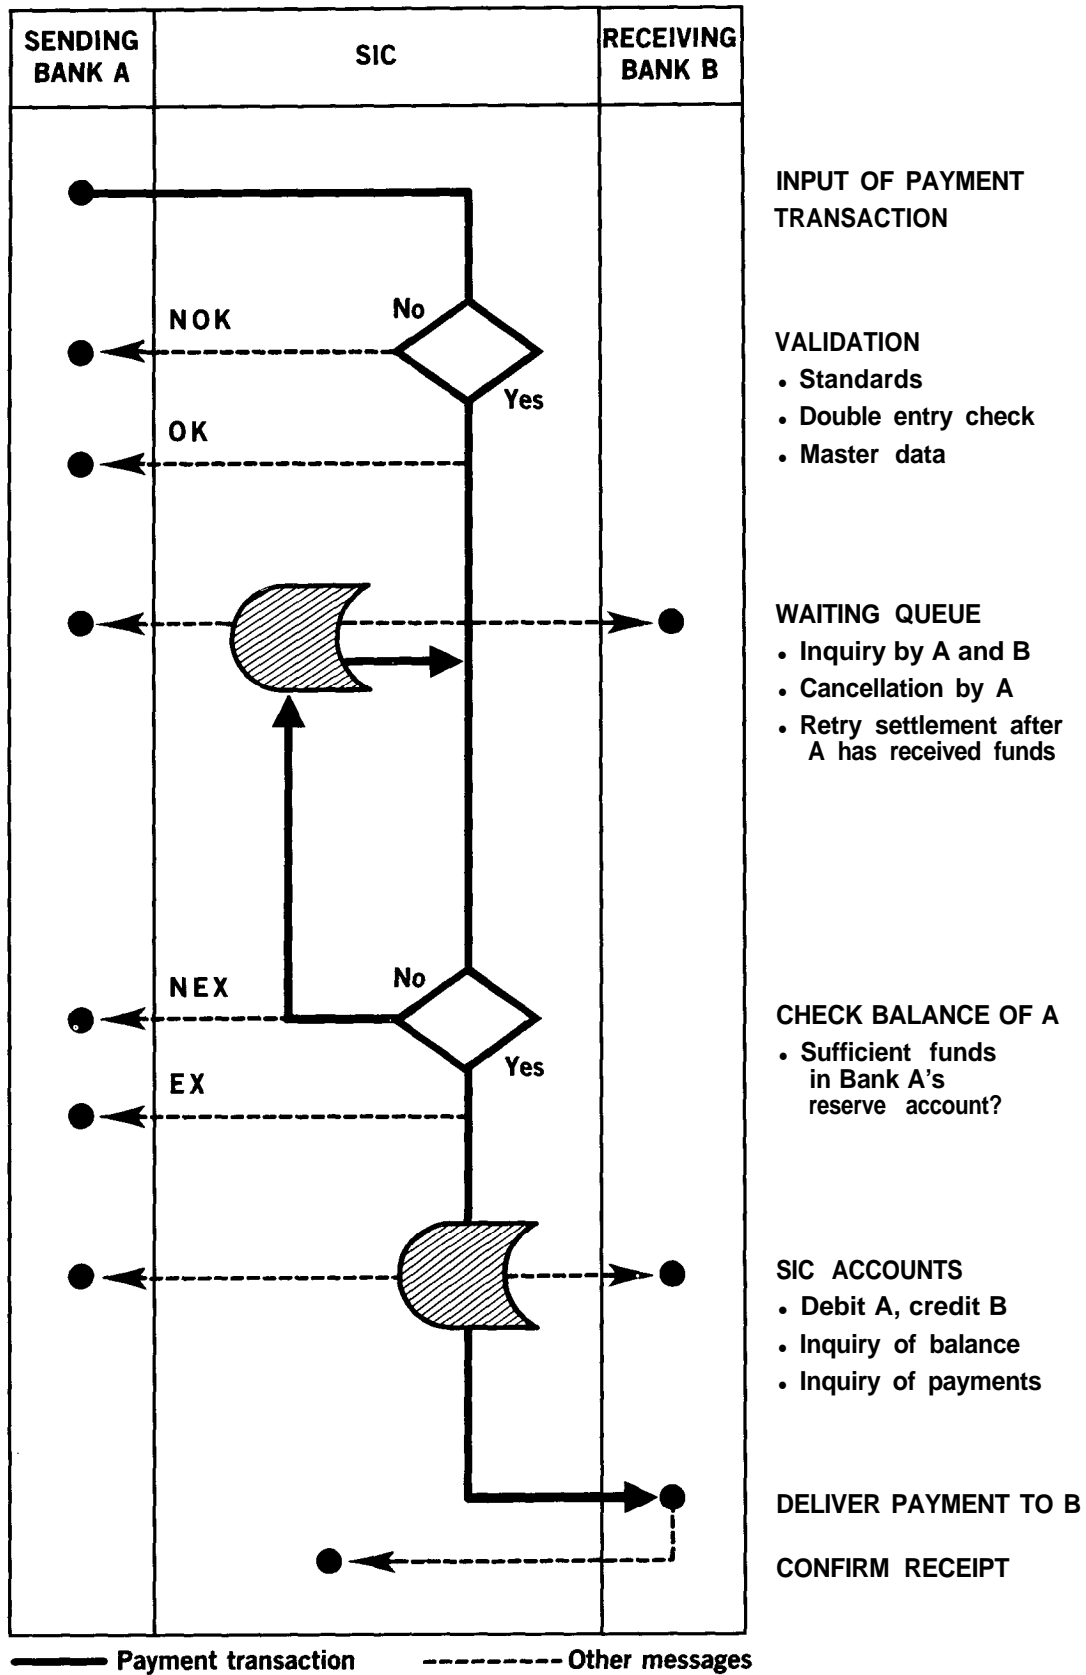 SENDING
BANK A
SIC
RECEIVING
BANK B
INPUT OF PAYMENT
TRANSACTION
No
NOK
Yes
VALIDATION
• Standards
• Double entry check
• Master data
OK
WAITING QUEUE
• Inquiry by A and B
• Cancellation by A
• Retry settlement after
A has received funds
No
NEX
Yes
CHECK BALANCE OF A
• Sufficient funds
in Bank A's
reserve account?
EX
SIC ACCOUNTS
• Debit A, credit B
• Inquiry of balance
• Inquiry of payments
DELIVER PAYMENT TO B
CONFIRM RECEIPT
Payment transaction
Other messages